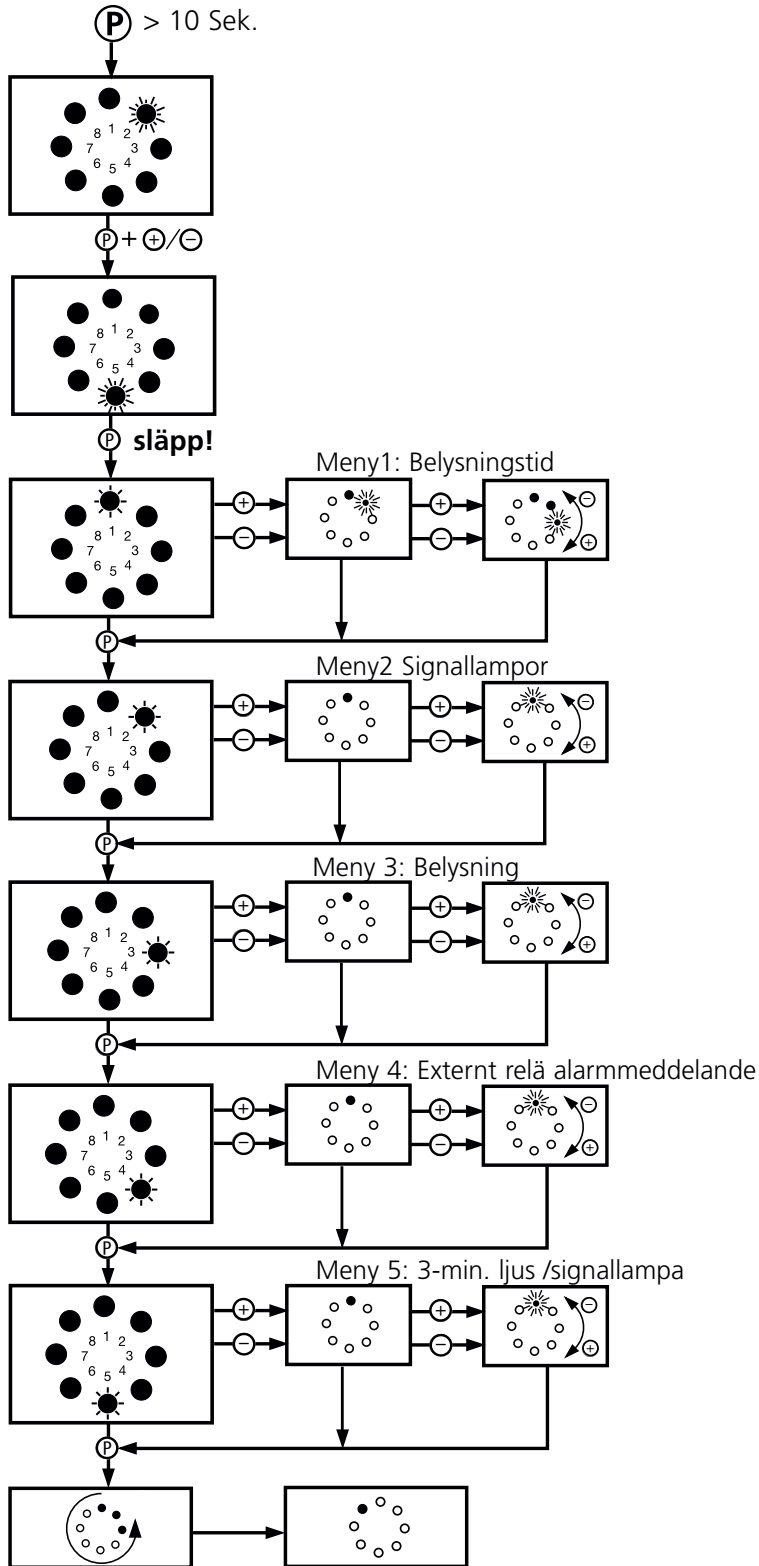 P > 10 Sek.
8 1 2
7 3
6 5 4
P + + / −
8 1 2
7 3
6 5 4
P släpp!
Meny1: Belysningstid
8 1 2
7 3
6 5 4
+ + −
− − +
P
Meny2 Signallampor
8 1 2
7 3
6 5 4
+ + −
− − +
P
Meny 3: Belysning
8 1 2
7 3
6 5 4
+ + −
− − +
P
Meny 4: Externt relä alarmmeddelande
8 1 2
7 3
6 5 4
+ + −
− − +
P
Meny 5: 3-min. ljus /signallampa
8 1 2
7 3
6 5 4
+ + −
− − +
P